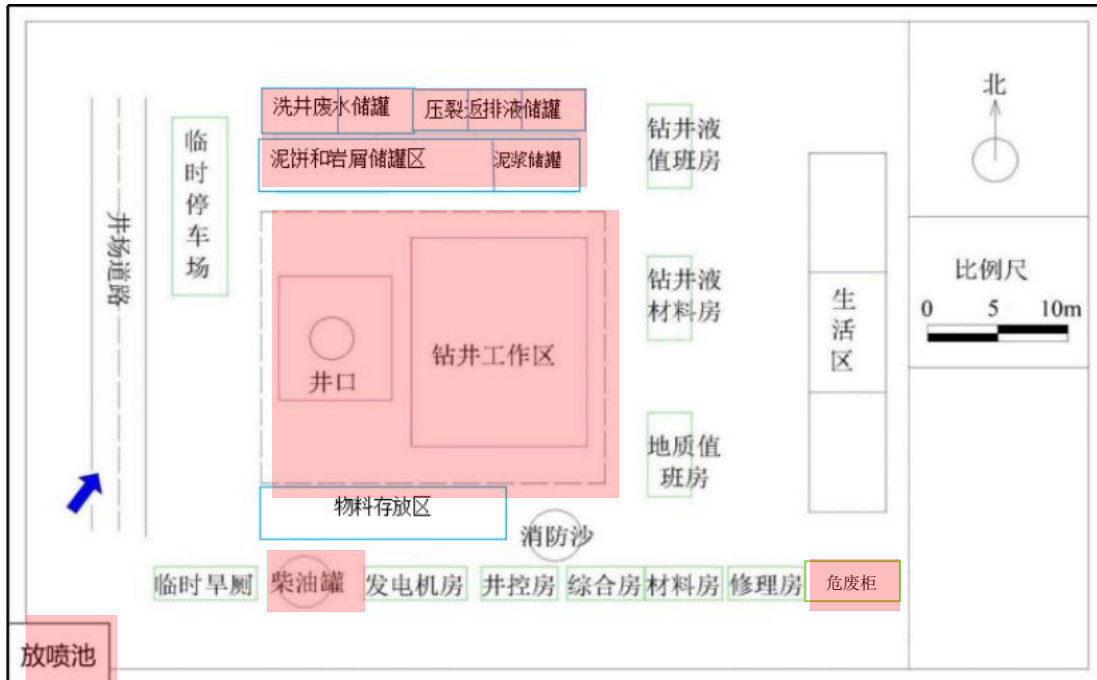 洗井废水储罐
压裂返排液储罐
泥饼和岩屑储罐区
泥浆储罐
临时停车场
井场道路
钻井液
值班房
钻井液
材料房
地质值
班房
井口
钻井工作区
生活区
北
比例尺
0 5 10m
物料存放区
消防沙
临时旱厕
柴油罐
发电机房
井控房
综合房
材料房
修理房
危废柜
放喷池